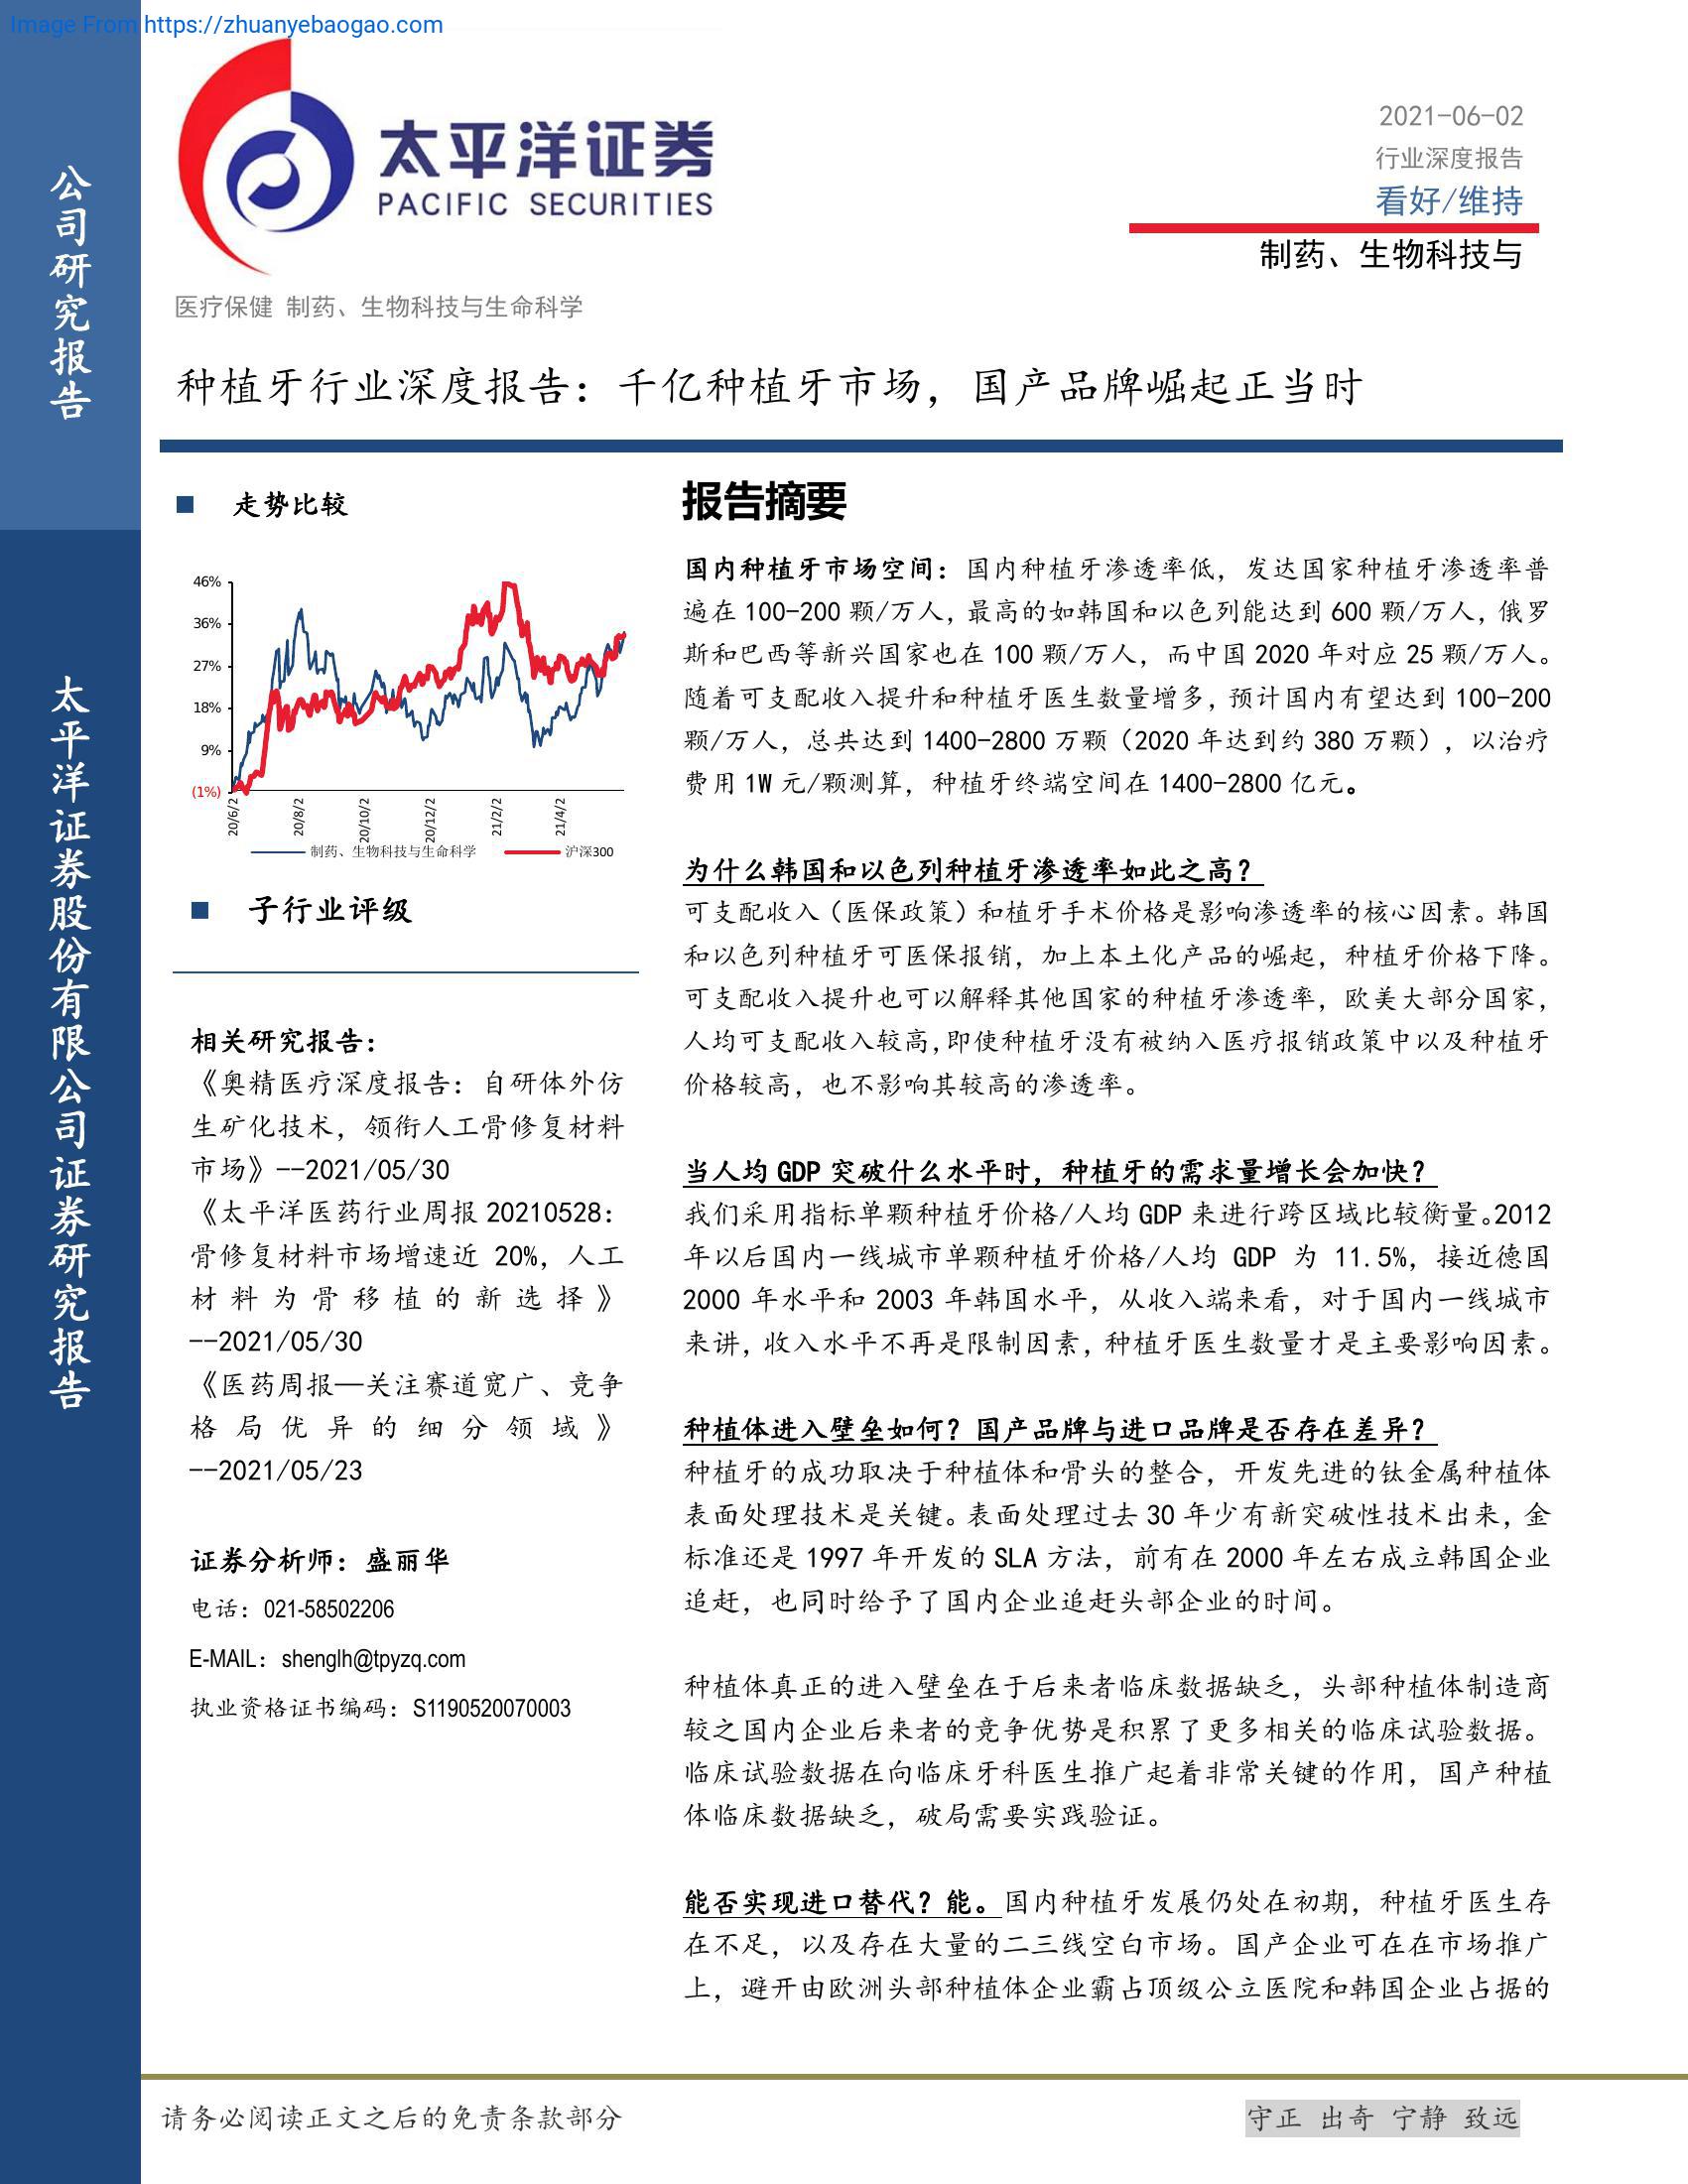 Image From https://zhuanyebaogao.com
公司研究报告
太平洋证券股份有限公司证券研究报告
太平洋证券
PACIFIC SECURITIES
2021-06-02
行业深度报告
看好/维持
制药、生物科技与
医疗保健 制药、生物科技与生命科学
种植牙行业深度报告：千亿种植牙市场，国产品牌崛起正当时
■ 走势比较
46%
36%
27%
18%
9%
(1%)
20/6/2
20/8/2
20/10/2
20/12/2
21/2/2
21/4/2
制药、生物科技与生命科学 沪深300
■ 子行业评级
相关研究报告：
《奥精医疗深度报告：自研体外仿
生矿化技术，领衔人工骨修复材料
市场》--2021/05/30
《太平洋医药行业周报 20210528：
骨修复材料市场增速近 20%，人工
材料为骨移植的新选择》
--2021/05/30
《医药周报—关注赛道宽广、竞争
格局优异的细分领域》
--2021/05/23
证券分析师：盛丽华
电话：021-58502206
E-MAIL：shenglh@tpyzq.com
执业资格证书编码：S1190520070003
报告摘要
国内种植牙市场空间：国内种植牙渗透率低，发达国家种植牙渗透率普
遍在 100-200 颗/万人，最高的如韩国和以色列能达到 600 颗/万人，俄罗
斯和巴西等新兴国家也在 100 颗/万人，而中国 2020 年对应 25 颗/万人。
随着可支配收入提升和种植牙医生数量增多，预计国内有望达到 100-200
颗/万人，总共达到 1400-2800 万颗（2020 年达到约 380 万颗），以治疗
费用 1W 元/颗测算，种植牙终端空间在 1400-2800 亿元。
为什么韩国和以色列种植牙渗透率如此之高？
可支配收入（医保政策）和植牙手术价格是影响渗透率的核心因素。韩国
和以色列种植牙可医保报销，加上本土化产品的崛起，种植牙价格下降。
可支配收入提升也可以解释其他国家的种植牙渗透率，欧美大部分国家，
人均可支配收入较高，即使种植牙没有被纳入医疗报销政策中以及种植牙
价格较高，也不影响其较高的渗透率。
当人均 GDP 突破什么水平时，种植牙的需求量增长会加快？
我们采用指标单颗种植牙价格/人均 GDP 来进行跨区域比较衡量。2012
年以后国内一线城市单颗种植牙价格/人均 GDP 为 11.5%，接近德国
2000 年水平和 2003 年韩国水平，从收入端来看，对于国内一线城市
来讲，收入水平不再是限制因素，种植牙医生数量才是主要影响因素。
种植体进入壁垒如何？国产品牌与进口品牌是否存在差异？
种植牙的成功取决于种植体和骨头的整合，开发先进的钛金属种植体
表面处理技术是关键。表面处理过去 30 年少有新突破性技术出来，金
标准还是 1997 年开发的 SLA 方法，前有在 2000 年左右成立韩国企业
追赶，也同时给予了国内企业追赶头部企业的时间。
种植体真正的进入壁垒在于后来者临床数据缺乏，头部种植体制造商
较之国内企业后来者的竞争优势是积累了更多相关的临床试验数据。
临床试验数据在向临床牙科医生推广起着非常关键的作用，国产种植
体临床数据缺乏，破局需要实践验证。
能否实现进口替代？能。国内种植牙发展仍处在初期，种植牙医生存
在不足，以及存在大量的二三线空白市场。国产企业可在在市场推广
上，避开由欧洲头部种植体企业霸占顶级公立医院和韩国企业占据的
请务必阅读正文之后的免责条款部分
守正 出奇 宁静 致远